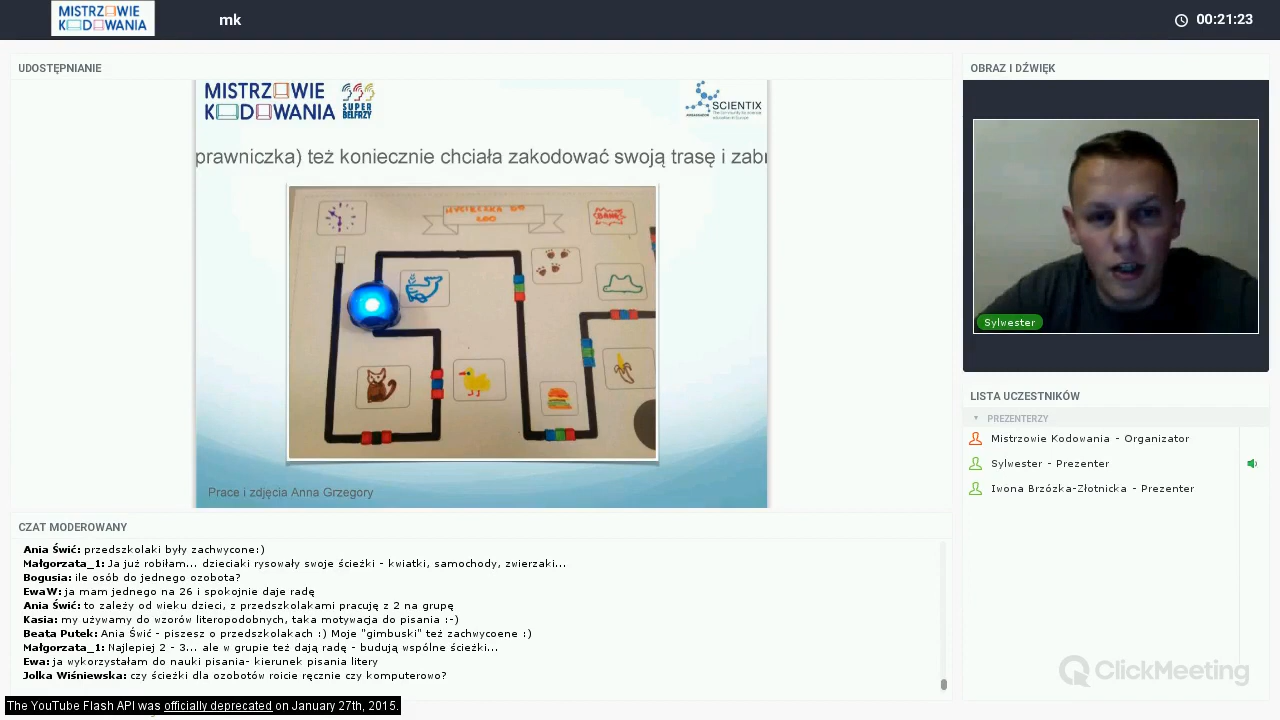 MISTRZOWIE
KODOWANIA
mk
00:21:23
UDOSTĘPNIANIE
MISTRZOWIE
KODOWANIA
SUPER
BELFRZY
SCIENTIX
prawniczka) też koniecznie chciała zakodować swoją trasę i zabr
WYCIECZKA DO
ZOO
Prace i zdjęcia Anna Grzegory
OBRAZ I DŹWIĘK
Sylwester
LISTA UCZESTNIKÓW
PREZENTERZY
Mistrzowie Kodowania - Organizator
Sylwester - Prezenter
Iwona Brzózka-Złotnicka - Prezenter
CZAT MODEROWANY
Ania Świć: przedszkolaki były zachwycone:)
Małgorzata_1: Ja już robiłam... dzieciaki rysowały swoje ścieżki - kwiatki, samochody, zwierzaki...
Bogusia: ile osób do jednego ozobota?
EwaW: ja mam jednego na 26 i spokojnie daje radę
Ania Świć: to zależy od wieku dzieci, z przedszkolakami pracuję z 2 na grupę
Kasia: my używamy do wzorów literopodobnych, taka motywacja do pisania :-)
Beata Putek: Ania Świć - piszesz o przedszkolakach :) Moje "gimbuski" też zachwycoene :)
Małgorzata_1: Najlepiej 2 - 3... ale w grupie też dają radę - budują wspólne ścieżki...
Ewa: ja wykorzystałam do nauki pisania- kierunek pisania litery
Jolka Wiśniewska: czy ścieżki dla ozobotów roicie ręcznie czy komputerowo?
ClickMeeting
The YouTube Flash API was officially deprecated on January 27th, 2015.